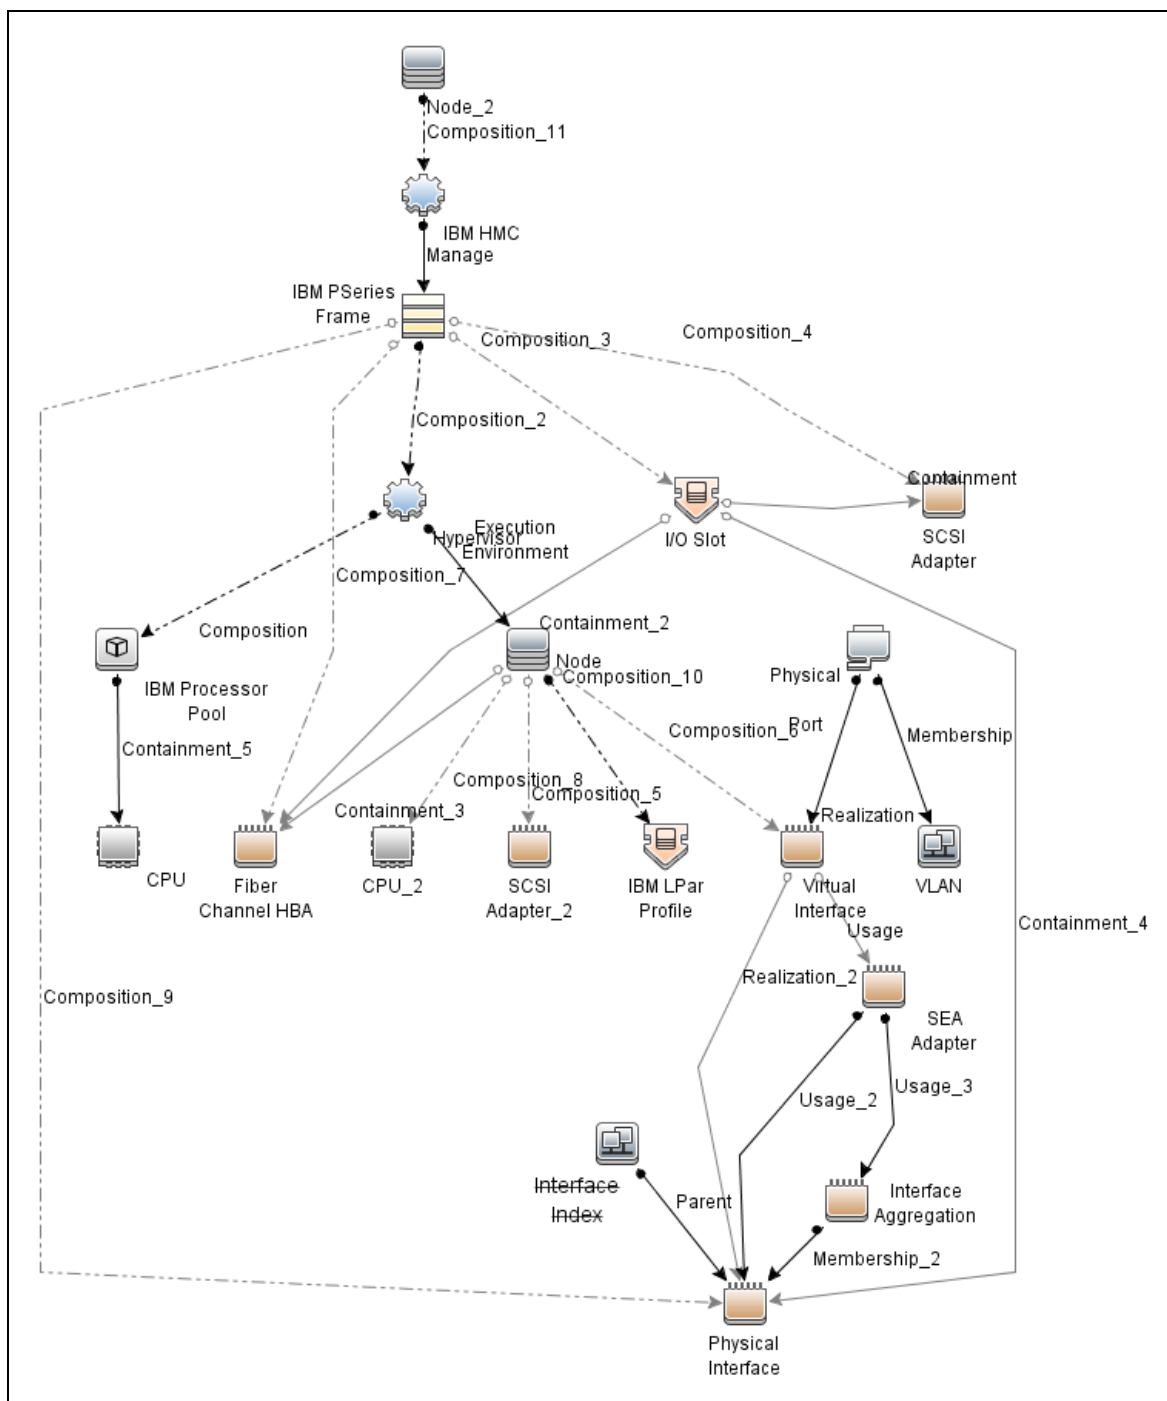 Node_2
Composition_11
IBM HMC
Manage
IBM PSeries
Frame
Composition_3
Composition_4
Composition_2
Containment
SCSI
Adapter
I/O Slot
Execution
Hypervisor
Environment
Composition_7
Composition
Containment_2
Node
Composition_10
IBM Processor
Pool
Physical
Port
Composition_6
Membership
Containment_5
Composition_8
Composition_5
Containment_3
Realization
CPU
Fiber
Channel HBA
CPU_2
SCSI
Adapter_2
IBM LPar
Profile
Virtual
Interface
VLAN
Usage
Containment_4
Realization_2
Composition_9
SEA
Adapter
Usage_3
Usage_2
Interface
Index
Parent
Interface
Aggregation
Membership_2
Physical
Interface